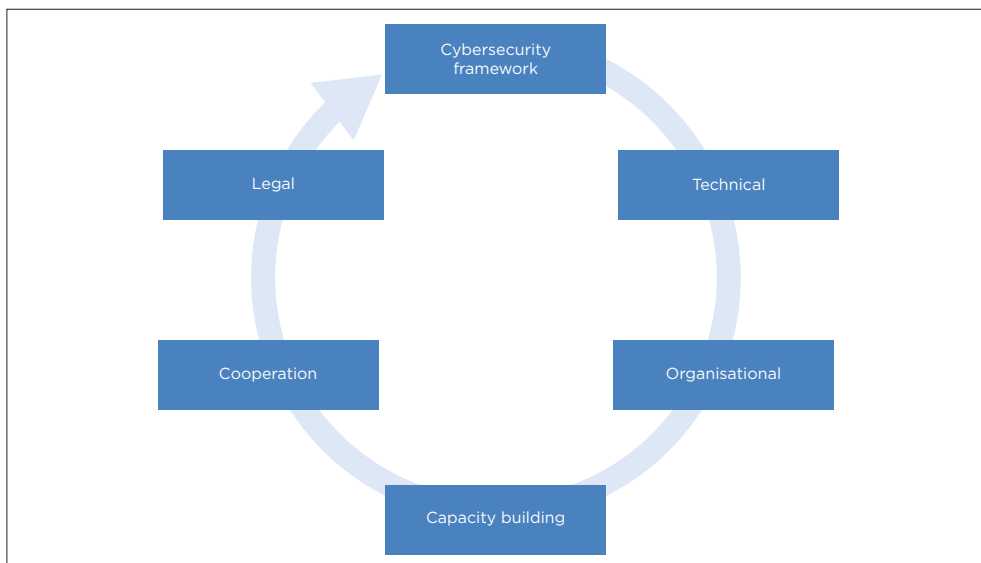 Cybersecurity
framework
Legal
Technical
Cooperation
Organisational
Capacity building